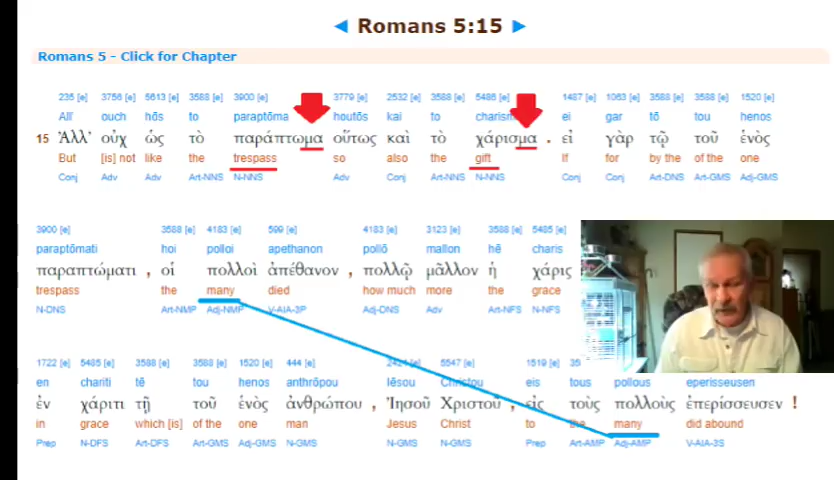 ◄ Romans 5:15 ►
Romans 5 - Click for Chapter
235 [e] 3756 [e] 5613 [e] 3588 [e] 3900 [e] 3779 [e] 2532 [e] 3588 [e] 5486 [e] 1487 [e] 1063 [e] 3588 [e] 3588 [e] 1520 [e]
All' ouch hōs to paraptōma houtōs kai to charism ei gar tō tou henos
15 Ἀλλ’ οὐχ ὡς τὸ παράπτωμα οὕτως καὶ τὸ χάρισμα . εἰ γὰρ τῷ τοῦ ἑνὸς
But [is] not like the trespass so also the gift If for by the of the one
Conj Adv Adv Art-NNS N-NNS Adv Conj Art-NNS N-NNS Conj Conj Art-DNS Art-GMS Adj-GMS
3900 [e] 3588 [e] 4183 [e] 599 [e] 4183 [e] 3123 [e] 3588 [e] 5485 [e]
paraptōmati hoi polloi apethanon pollō mallon hē charis
παραπτώματι , οἱ πολλοὶ ἀπέθανον , πολλῷ μᾶλλον ἡ χάρις
trespass the many died how much more the grace
N-DNS Art-NMP Adj-NMP V-AIA-3P Adj-DNS Adv Art-NFS N-NFS
1722 [e] 5485 [e] 3588 [e] 3588 [e] 1520 [e] 444 [e] 2424 [e] 5547 [e] 1519 [e] 35
en chariti tē tou henos anthrōpou Iēsou Christou eis tous pollous eperisseusen
ἐν χάριτι τῇ τοῦ ἑνὸς ἀνθρώπου , Ἰησοῦ Χριστοῦ , εἰς τοὺς πολλοὺς ἐπερίσσευσεν !
in grace which [is] of the one man Jesus Christ to the many did abound
Prep N-DFS Art-DFS Art-GMS Adj-GMS N-GMS N-GMS N-GMS Prep Art-AMP Adj-AMP V-AIA-3S